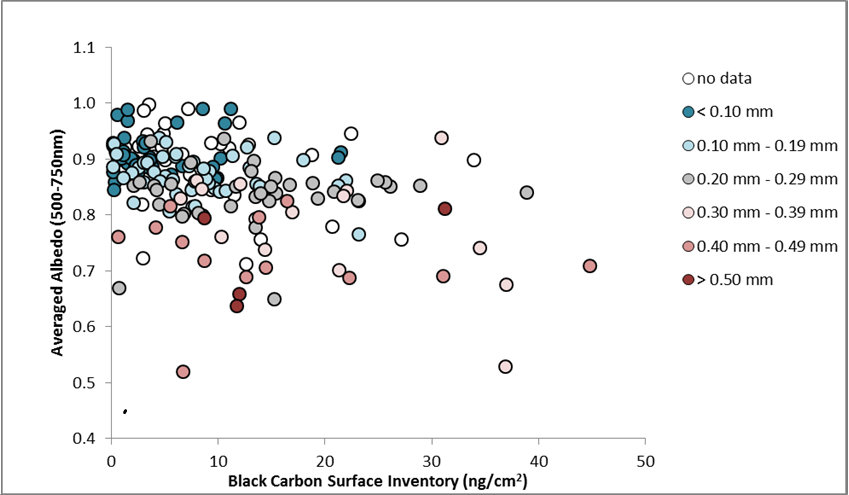 1.1
1.0
0.9
0.8
0.7
0.6
0.5
0.4
Averaged Albedo (500-750nm)
0 10 20 30 40 50
Black Carbon Surface Inventory (ng/cm²)
no data
< 0.10 mm
0.10 mm - 0.19 mm
0.20 mm - 0.29 mm
0.30 mm - 0.39 mm
0.40 mm - 0.49 mm
> 0.50 mm